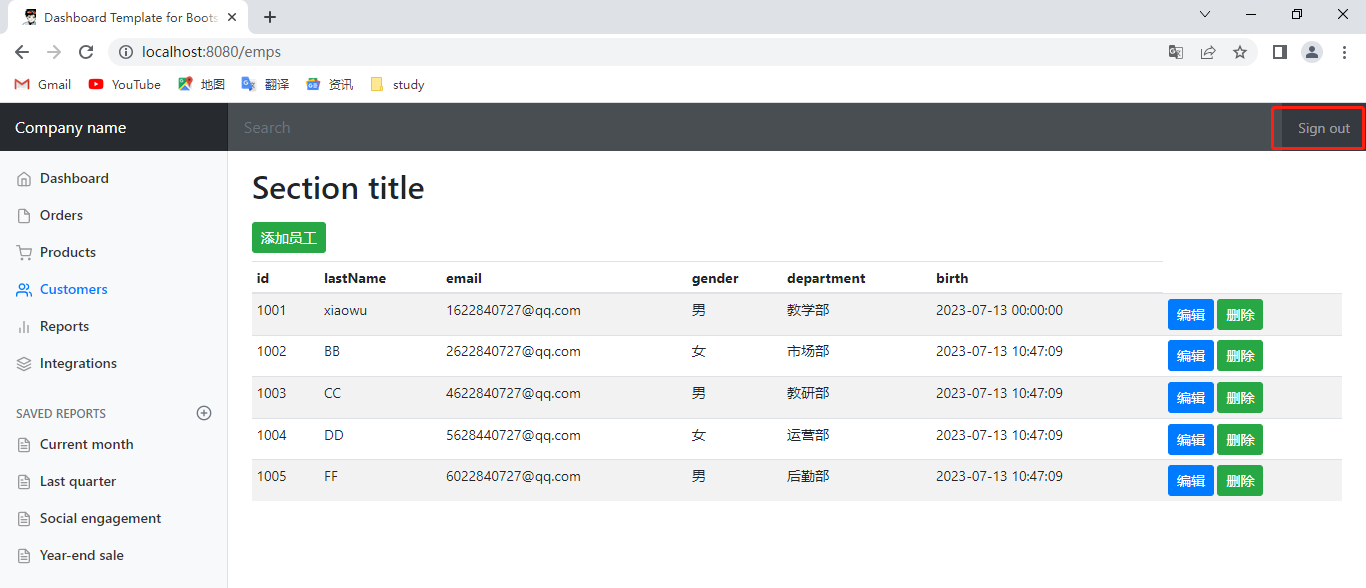 Dashboard Template for Boots
localhost:8080/emps
Gmail YouTube 地图 翻译 资讯 study
Company name Search Sign out
Dashboard
Orders
Products
Customers
Reports
Integrations
SAVED REPORTS
Current month
Last quarter
Social engagement
Year-end sale
Section title
添加员工
id lastName email gender department birth
1001 xiaowu 1622840727@qq.com 男 教学部 2023-07-13 00:00:00 编辑 删除
1002 BB 2622840727@qq.com 女 市场部 2023-07-13 10:47:09 编辑 删除
1003 CC 4622840727@qq.com 男 教研部 2023-07-13 10:47:09 编辑 删除
1004 DD 5628440727@qq.com 女 运营部 2023-07-13 10:47:09 编辑 删除
1005 FF 6022840727@qq.com 男 后勤部 2023-07-13 10:47:09 编辑 删除